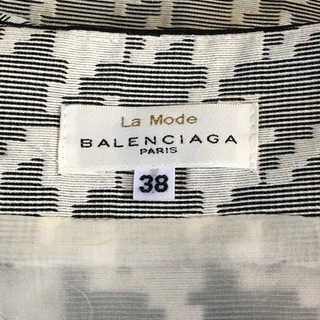 La Mode
BALENCIAGA
PARIS
38